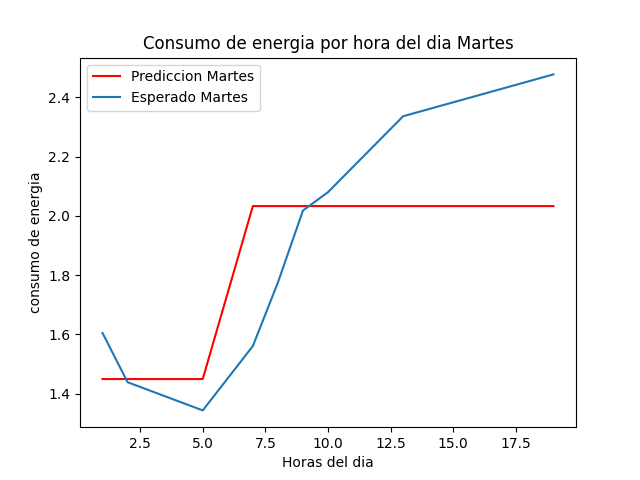 Consumo de energia por hora del dia Martes
Prediccion Martes
Esperado Martes
2.4
2.2
2.0
1.8
1.6
1.4
consumo de energia
2.5
5.0
7.5
10.0
12.5
15.0
17.5
Horas del dia